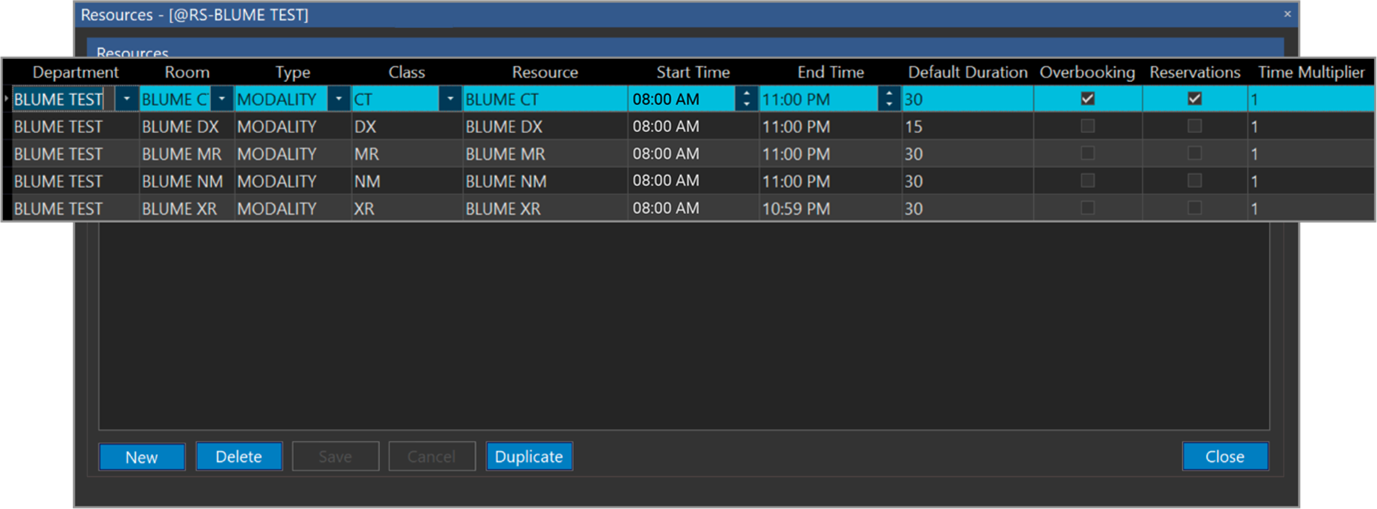 Resources - [@RS-BLUME TEST] ×
Resources
Department Room Type Class Resource Start Time End Time Default Duration Overbooking Reservations Time Multiplier
BLUME TEST BLUME CT MODALITY CT BLUME CT 08:00 AM 11:00 PM 30 1
BLUME TEST BLUME DX MODALITY DX BLUME DX 08:00 AM 11:00 PM 15 1
BLUME TEST BLUME MR MODALITY MR BLUME MR 08:00 AM 11:00 PM 30 1
BLUME TEST BLUME NM MODALITY NM BLUME NM 08:00 AM 11:00 PM 30 1
BLUME TEST BLUME XR MODALITY XR BLUME XR 08:00 AM 10:59 PM 30 1
New Delete Save Cancel Duplicate Close